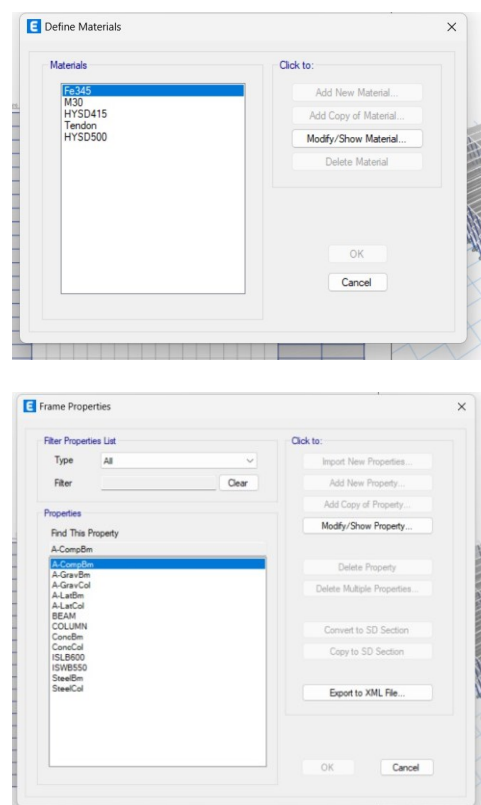 E Define Materials
Materials
Fe345
M30
HYSD415
Tendon
HYSD500
Click to:
Add New Material...
Add Copy of Material...
Modify/Show Material...
Delete Material
OK
Cancel
E Frame Properties
Filter Properties List
Type All
Filter Clear
Properties
Find This Property
A-CompBm
A-CompBm
A-GravBm
A-GravCol
A-LatBm
A-LatCol
BEAM
COLUMN
ConcBm
ConcCol
ISLB600
ISWB550
SteelBm
SteelCol
Click to:
Import New Properties...
Add New Property...
Add Copy of Property...
Modify/Show Property...
Delete Property
Delete Multiple Properties...
Convert to SD Section
Copy to SD Section
Export to XML File...
OK
Cancel